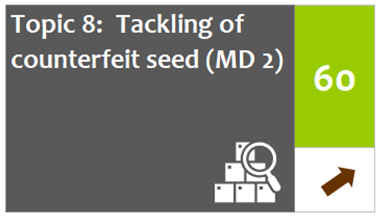 Topic 8:  Tackling of
counterfeit seed (MD 2)
60